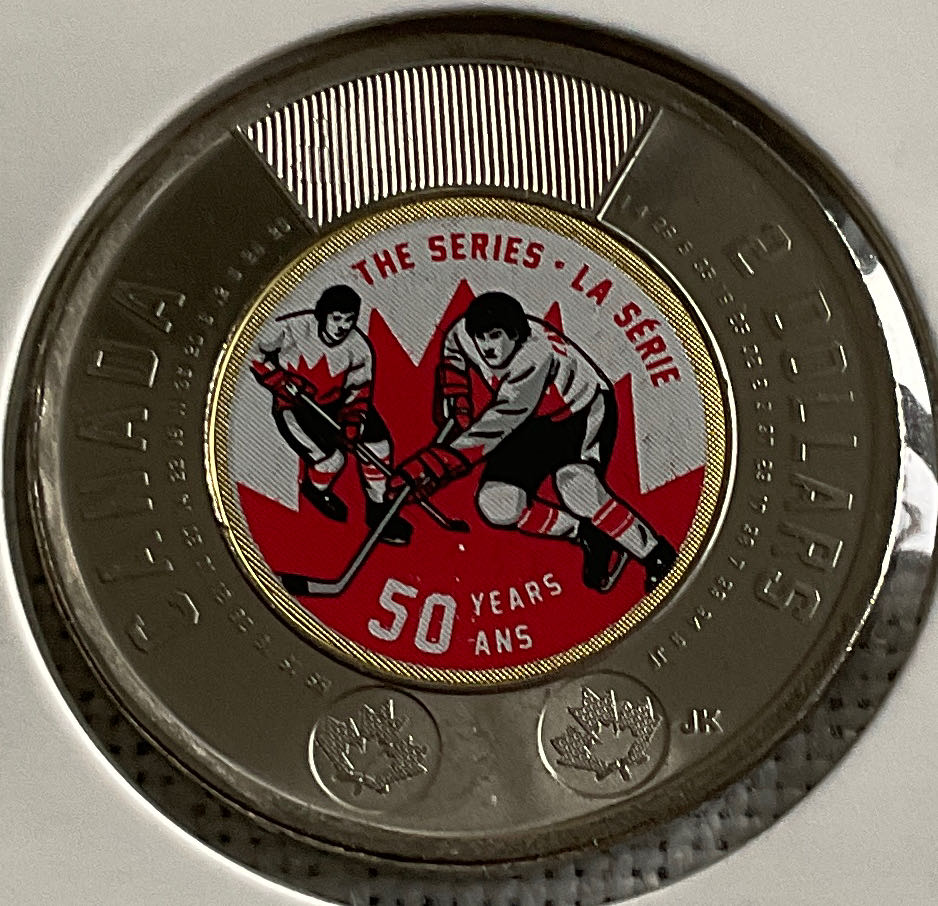 THE SERIES · LA SÉRIE
CANADA
2 DOLLARS
50 YEARS
ANS
JK